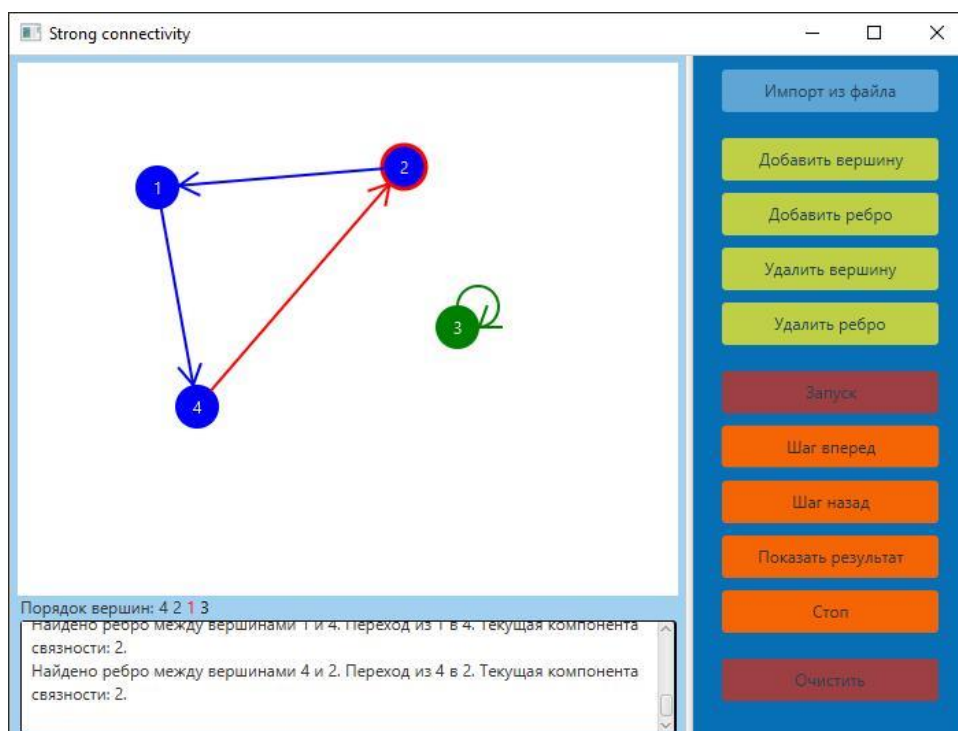 Strong connectivity
1
2
3
4
Порядок вершин: 4 2 1 3
Найдено ребро между вершинами 1 и 4. Переход из 1 в 4. Текущая компонента
связности: 2.
Найдено ребро между вершинами 4 и 2. Переход из 4 в 2. Текущая компонента
связности: 2.
Импорт из файла
Добавить вершину
Добавить ребро
Удалить вершину
Удалить ребро
Запуск
Шаг вперед
Шаг назад
Показать результат
Стоп
Очистить